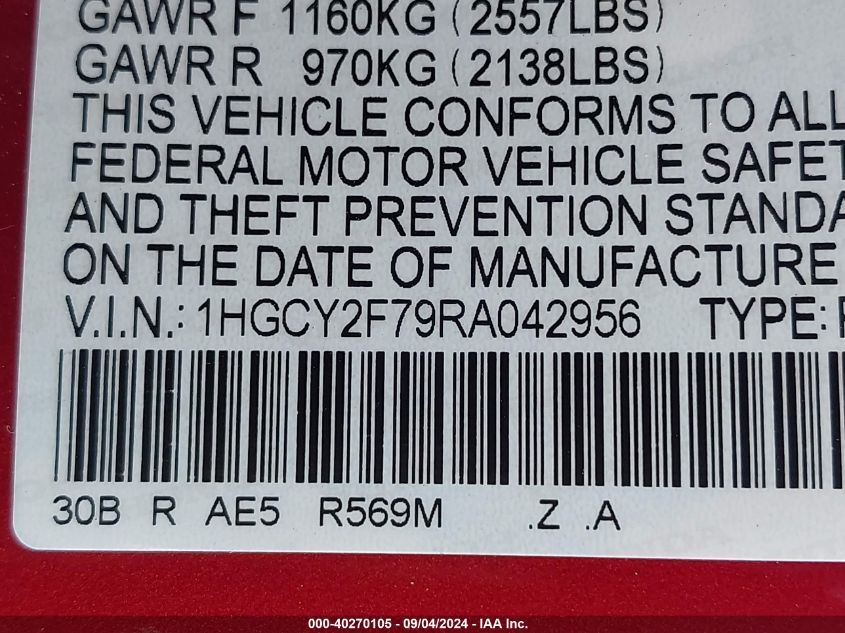 GAWR F 1160KG (2557LBS)
GAWR R 970KG (2138LBS)
THIS VEHICLE CONFORMS TO ALL
FEDERAL MOTOR VEHICLE SAFET
AND THEFT PREVENTION STANDA
ON THE DATE OF MANUFACTURE
V.I.N.: 1HGCY2F79RA042956 TYPE:
30B R AE5 R569M .Z .A
000-40270105 - 09/04/2024 - IAA Inc.